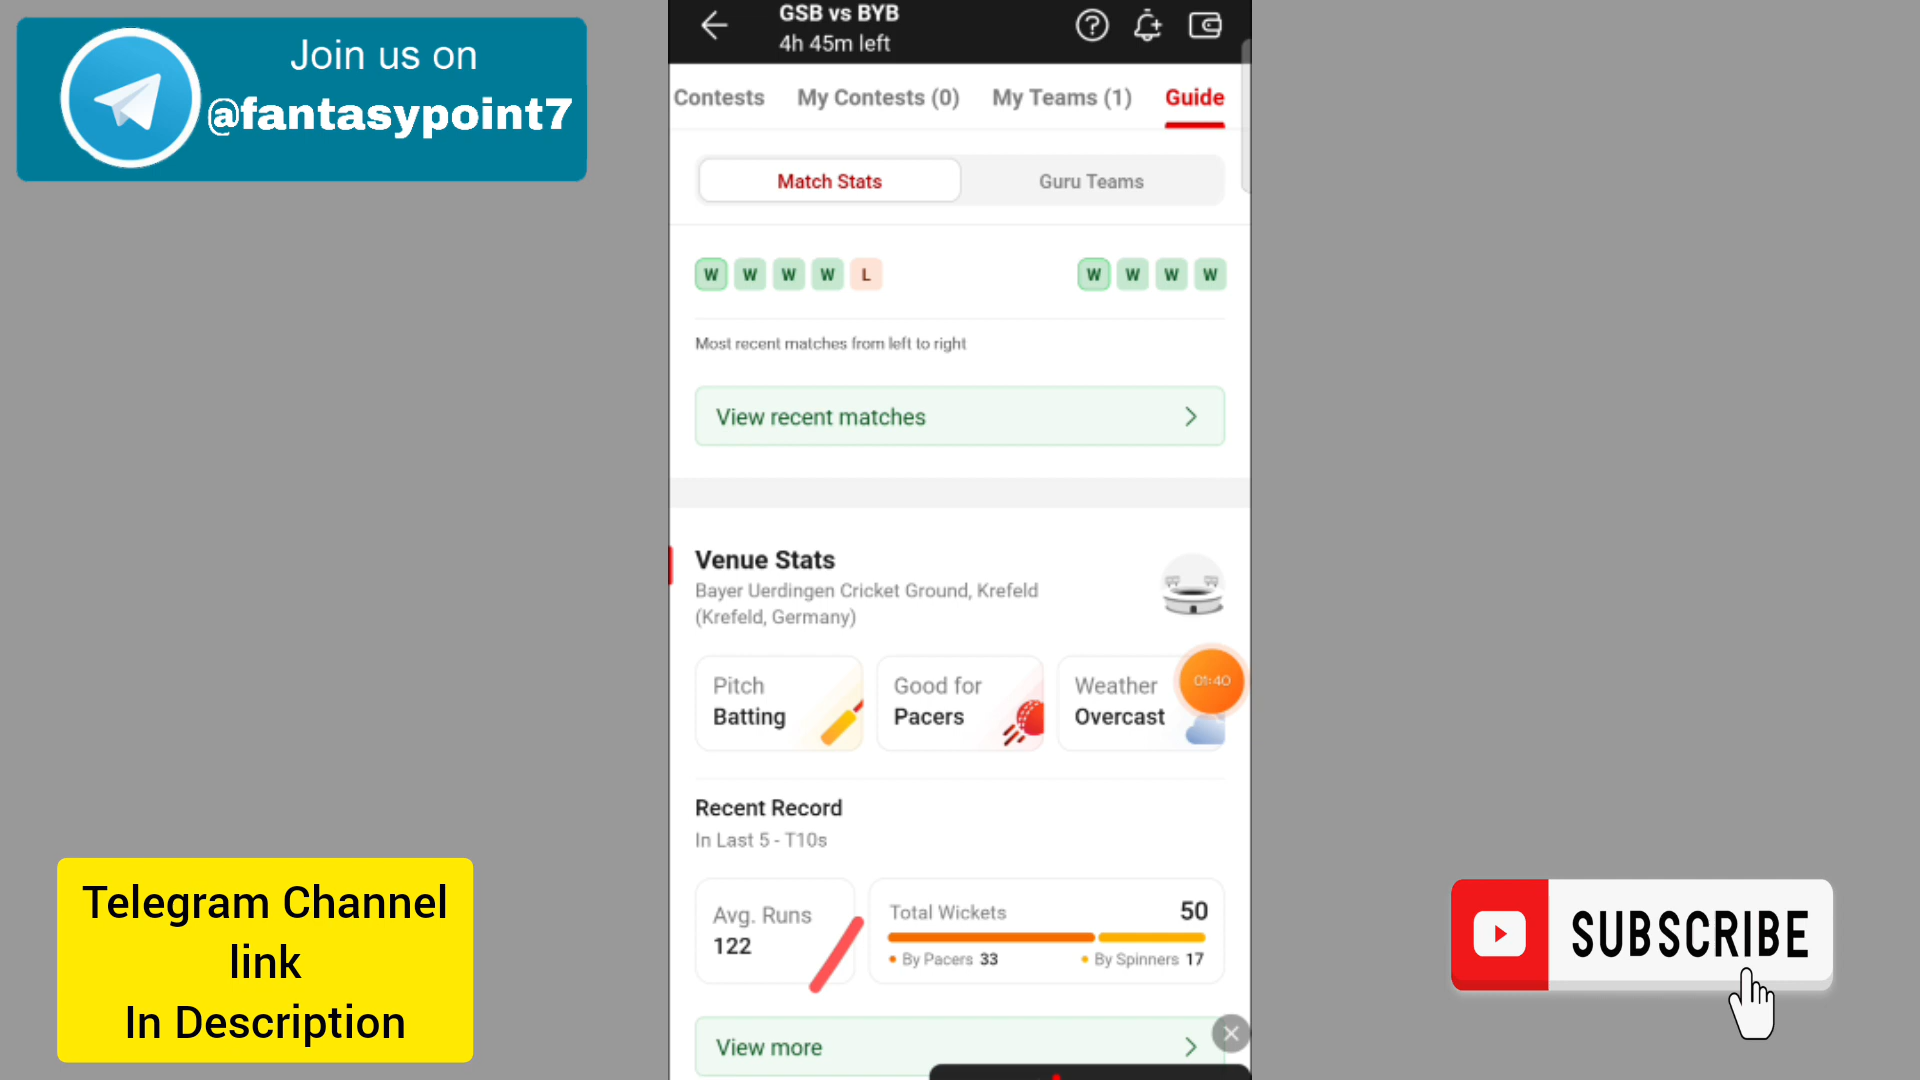 Join us on
@fantasypoint7
GSB vs BYB
4h 45m left
Contests My Contests (0) My Teams (1) Guide
Match Stats Guru Teams
W W W W L W W W W
Most recent matches from left to right
View recent matches
Venue Stats
Bayer Uerdingen Cricket Ground, Krefeld
(Krefeld, Germany)
Pitch Good for Weather
Batting Pacers Overcast
01:40
Recent Record
In Last 5 - T10s
Avg. Runs
122
Total Wickets 50
By Pacers 33 By Spinners 17
View more
Telegram Channel
link
In Description
SUBSCRIBE